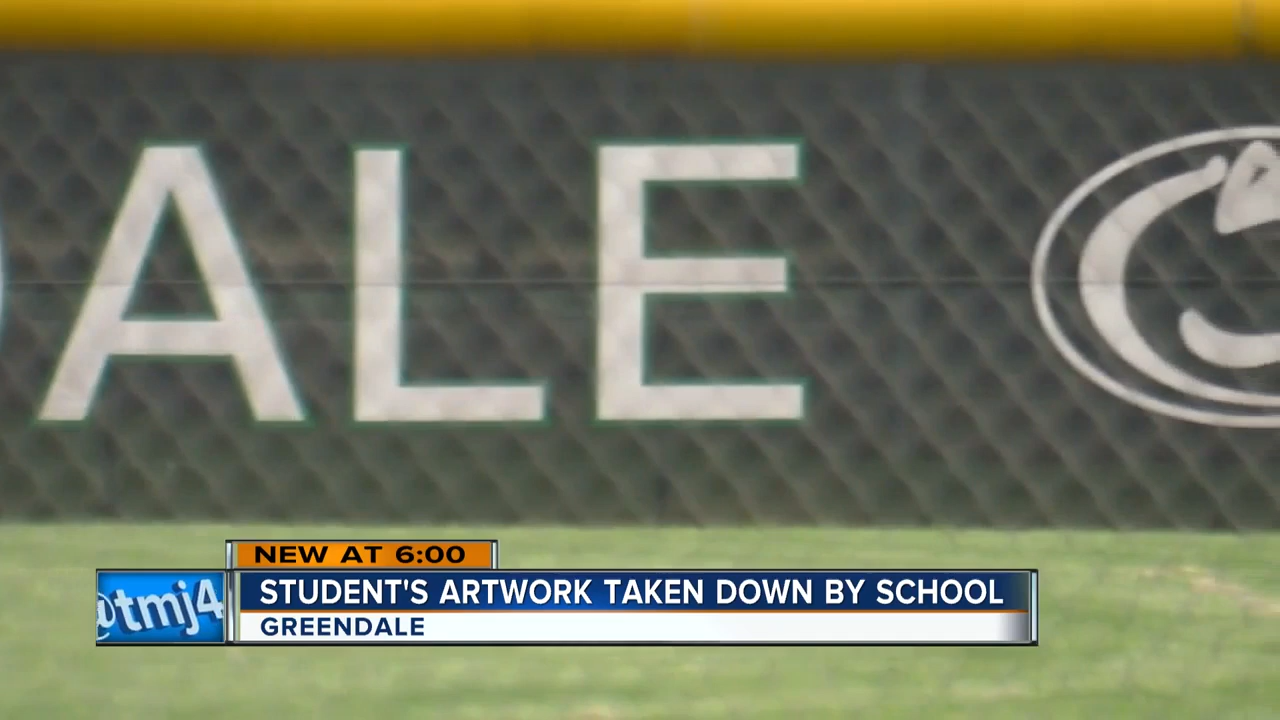 ALE
NEW AT 6:00
@tmj4
STUDENT'S ARTWORK TAKEN DOWN BY SCHOOL
GREENDALE